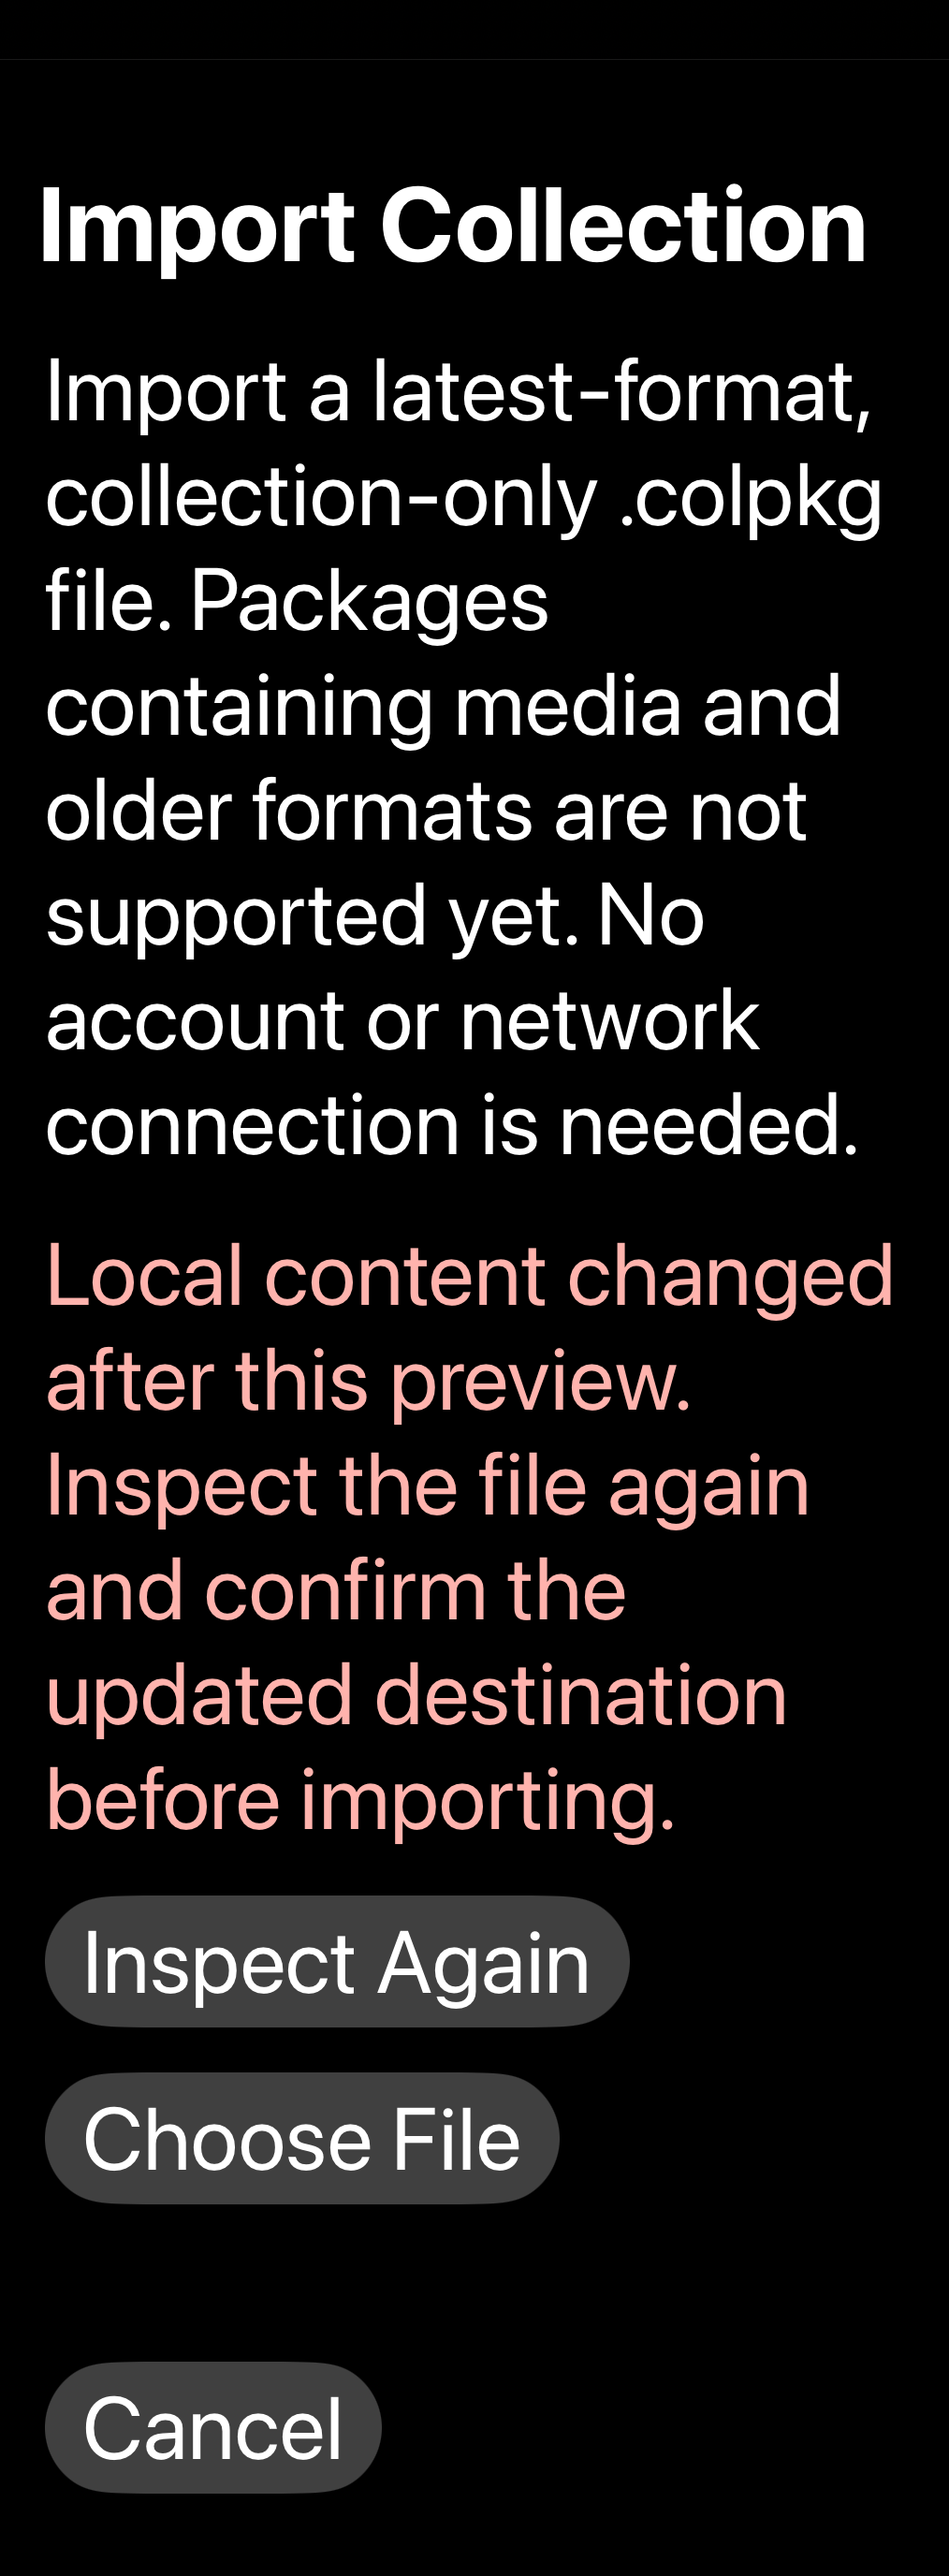 Import Collection
Import a latest-format,
collection-only .colpkg
file. Packages
containing media and
older formats are not
supported yet. No
account or network
connection is needed.
Local content changed
after this preview.
Inspect the file again
and confirm the
updated destination
before importing.
Inspect Again
Choose File
Cancel